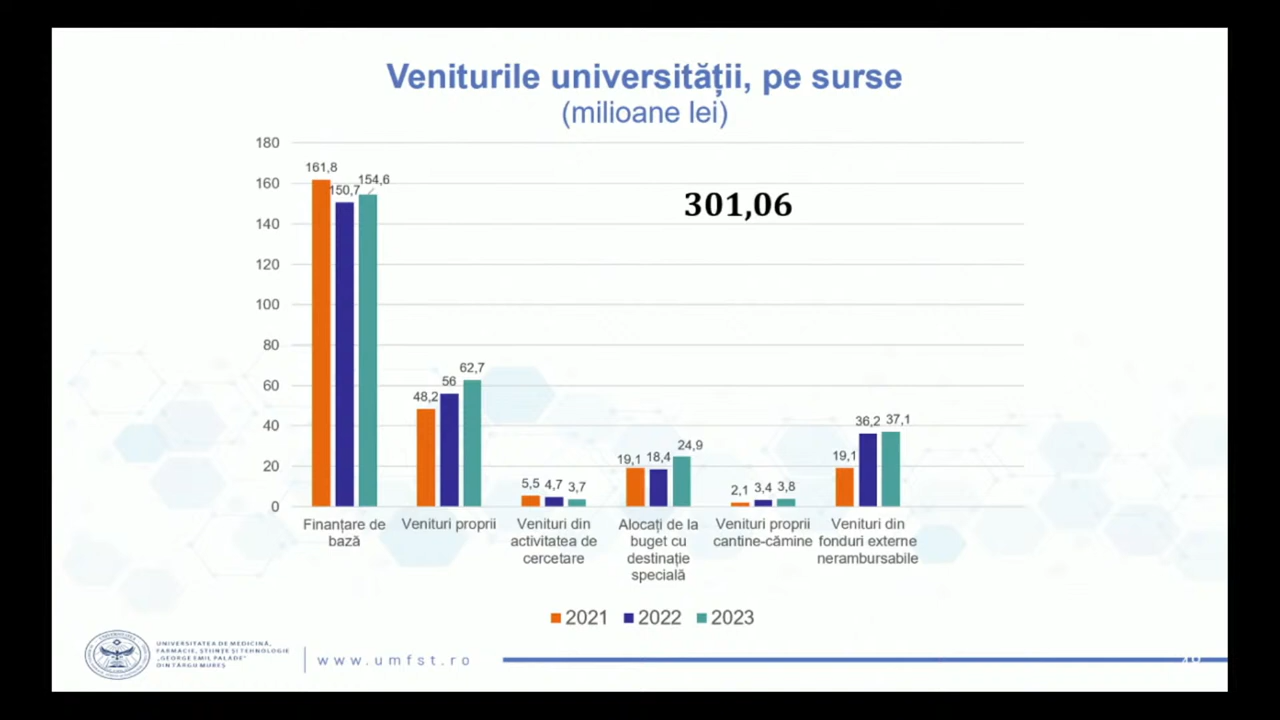 Veniturile universității, pe surse
(milioane lei)
180
160
140
120
100
80
60
40
20
0
301,06
161,8
150,7
154,6
48,2
56
62,7
5,5
4,7
3,7
19,1
18,4
24,9
2,1
3,4
3,8
19,1
36,2
37,1
Finanțare de
bază
Venituri proprii
Venituri din
activitatea de
cercetare
Alocați de la
buget cu
destinație
specială
Venituri proprii
cantine-cămine
Venituri din
fonduri externe
nerambursabile
2021
2022
2023
UNIVERSITATEA DE MEDICINĂ,
FARMACIE, ȘTIINȚE ȘI TEHNOLOGIE
„GEORGE EMIL PALADE”
DIN TÂRGU MUREȘ
www.umfst.ro